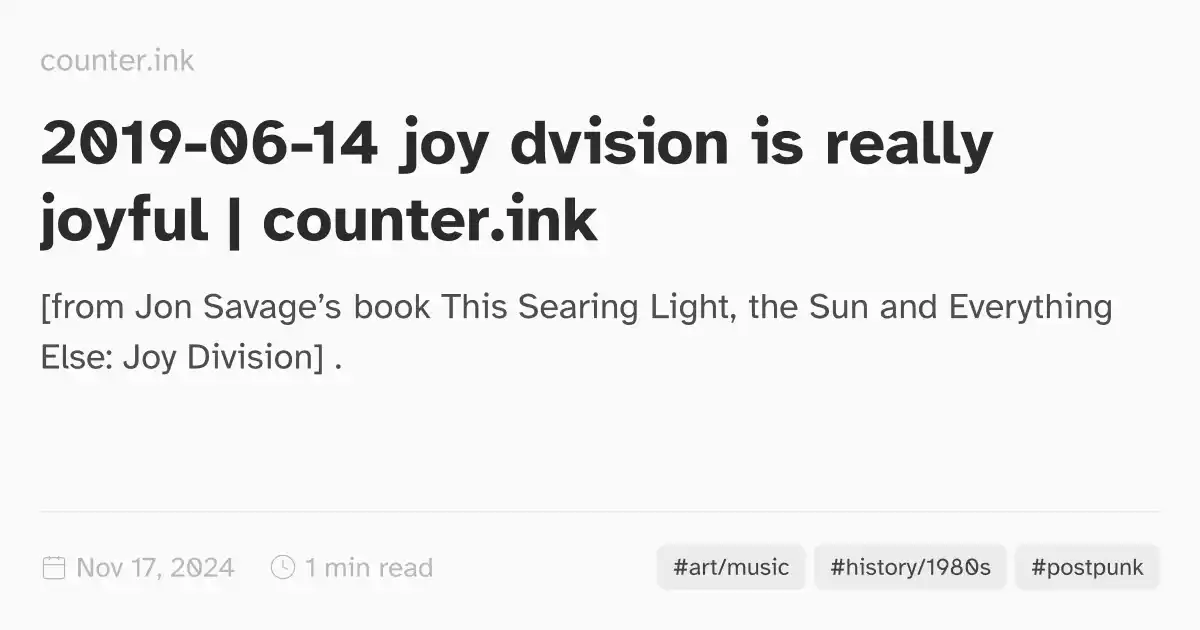 counter.ink
2019-06-14 joy dvision is really
joyful | counter.ink
[from Jon Savage’s book This Searing Light, the Sun and Everything
Else: Joy Division] .
Nov 17, 2024 1 min read #art/music #history/1980s #postpunk